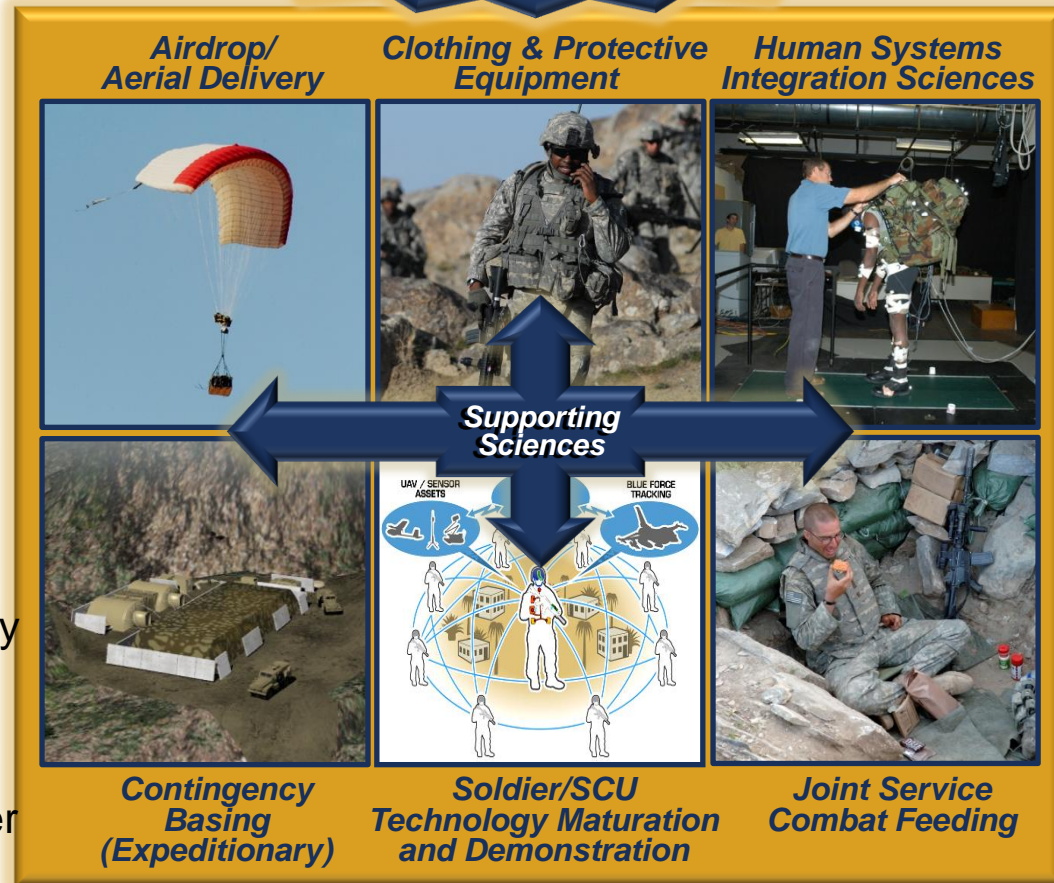 Airdrop/
Aerial Delivery
Clothing & Protective
Equipment
Human Systems
Integration Sciences
Supporting
Sciences
UAV / SENSOR
ASSETS
BLUE FORCE
TRACKING
Contingency
Basing
(Expeditionary)
Soldier/SCU
Technology Maturation
and Demonstration
Joint Service
Combat Feeding